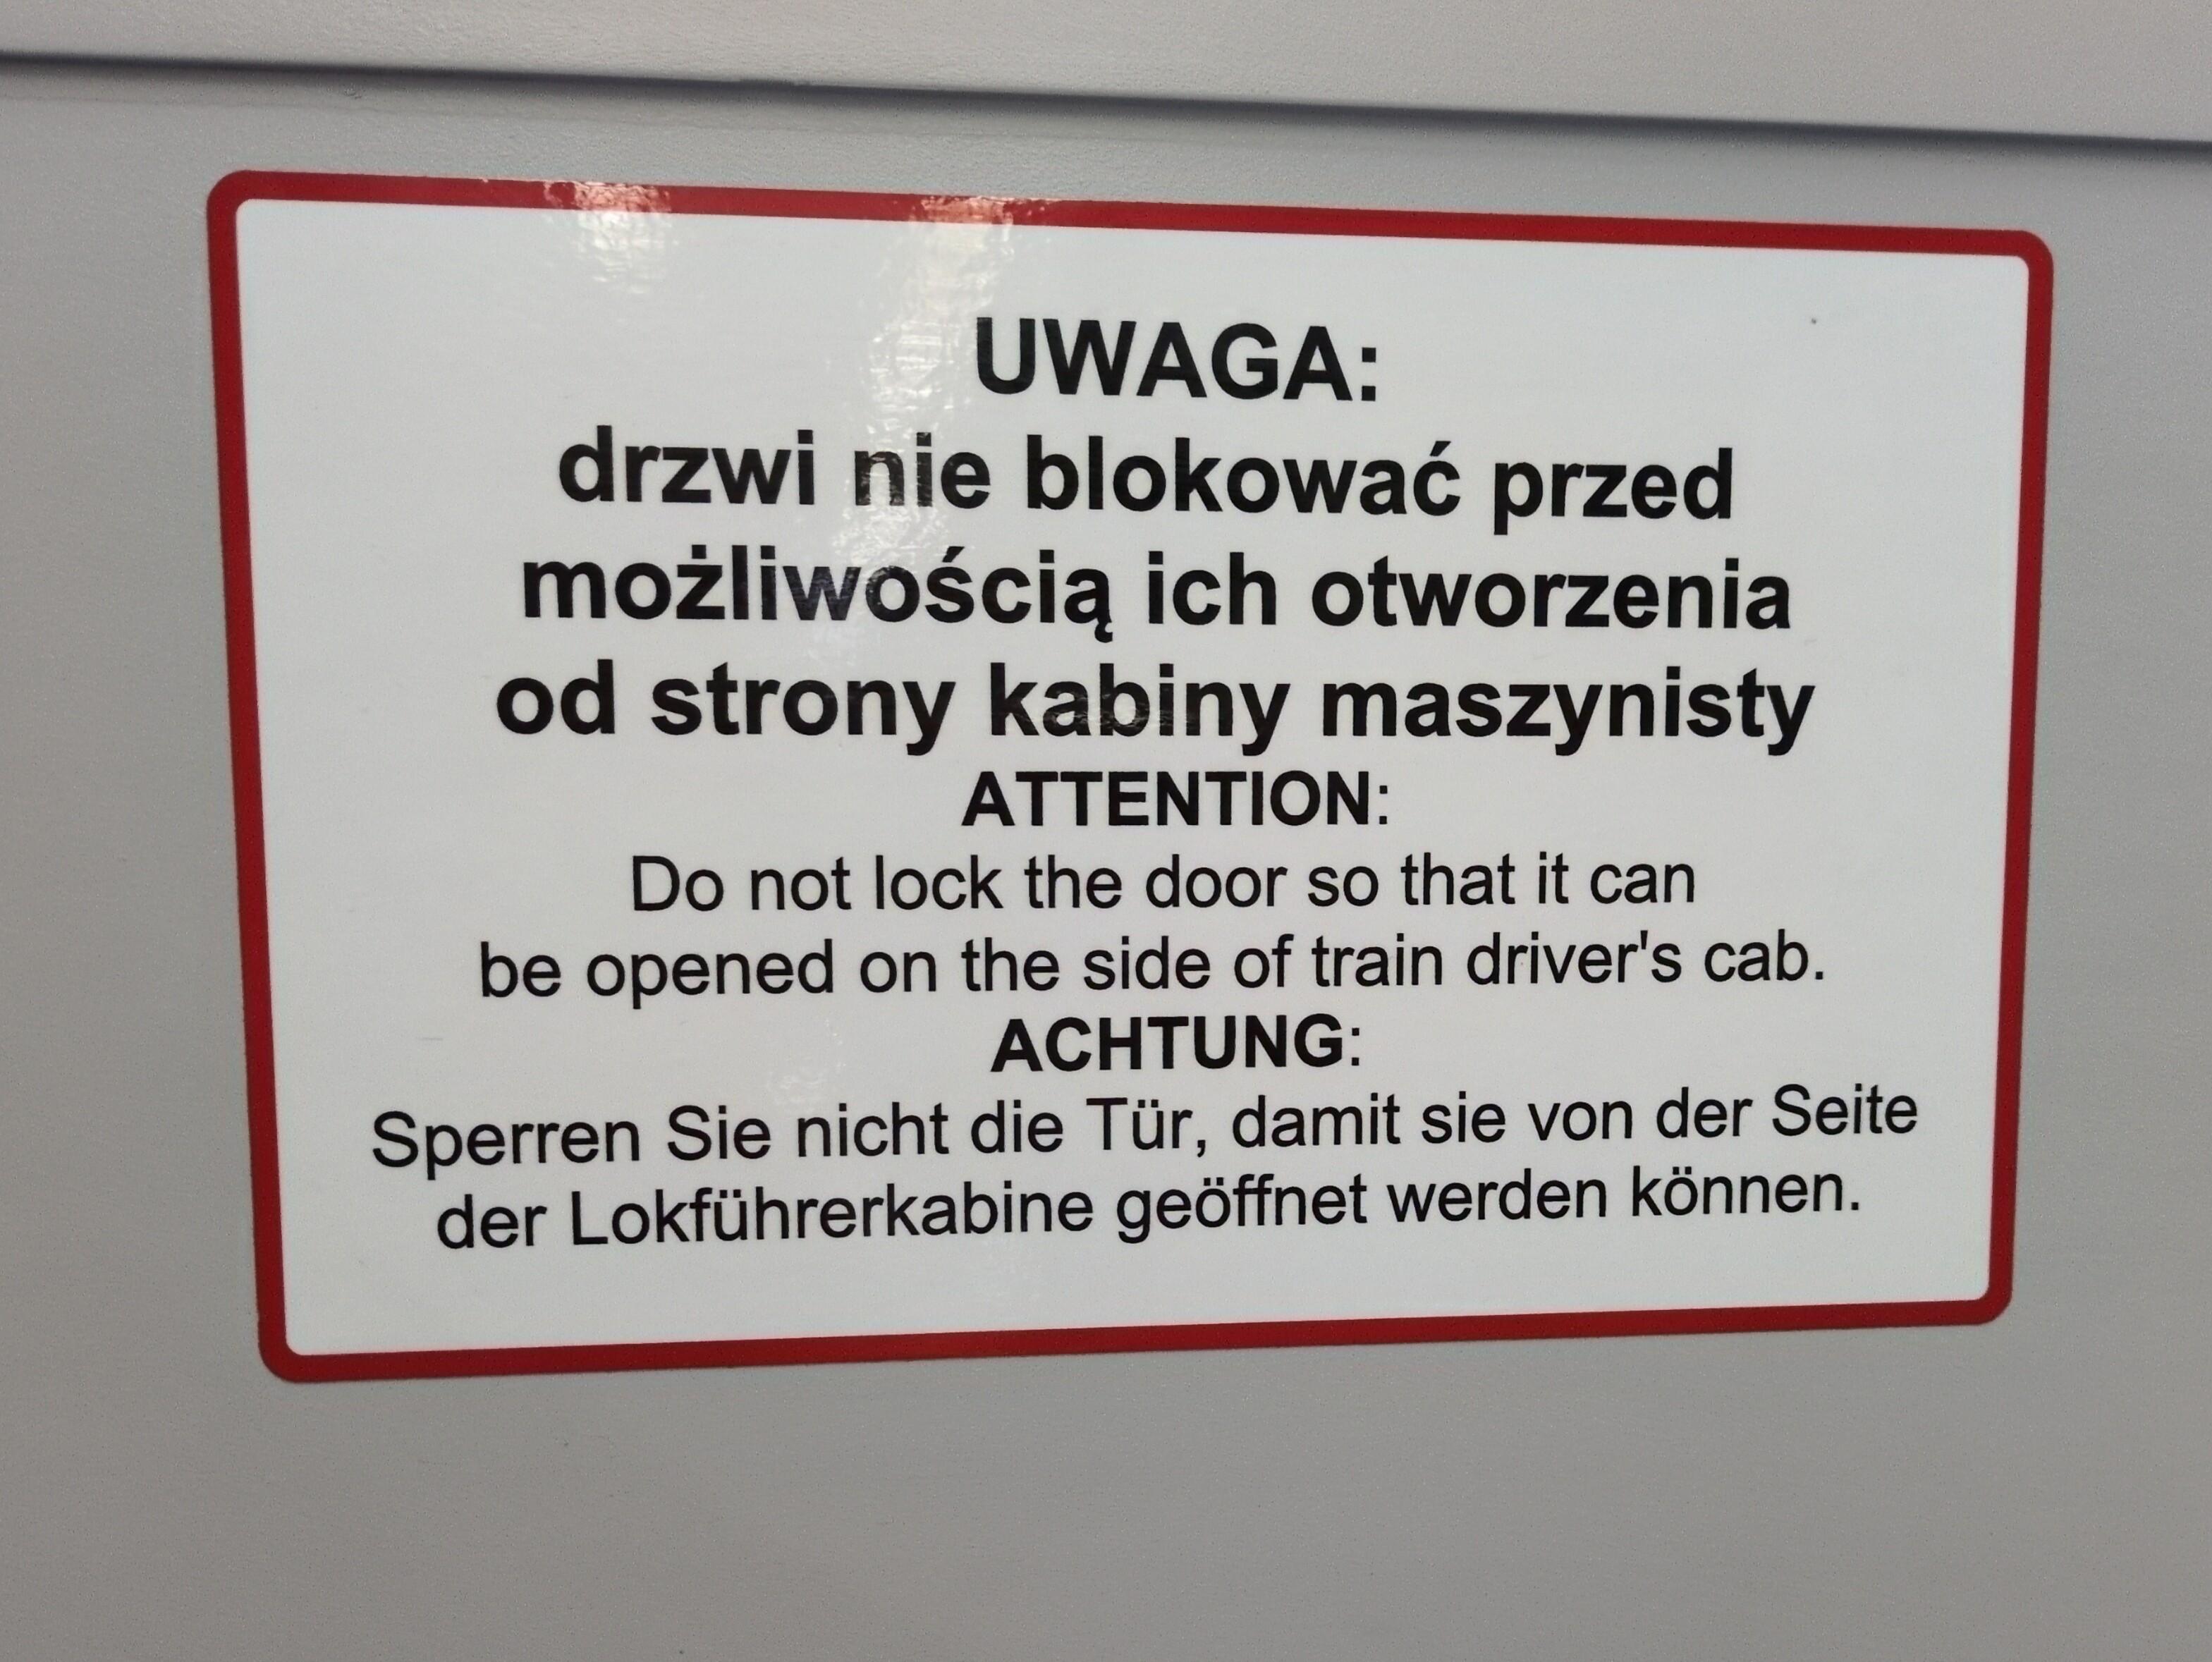 UWAGA:
drzwi nie blokować przed
możliwością ich otworzenia
od strony kabiny maszynisty
ATTENTION:
Do not lock the door so that it can
be opened on the side of train driver's cab.
ACHTUNG:
Sperren Sie nicht die Tür, damit sie von der Seite
der Lokführerkabine geöffnet werden können.